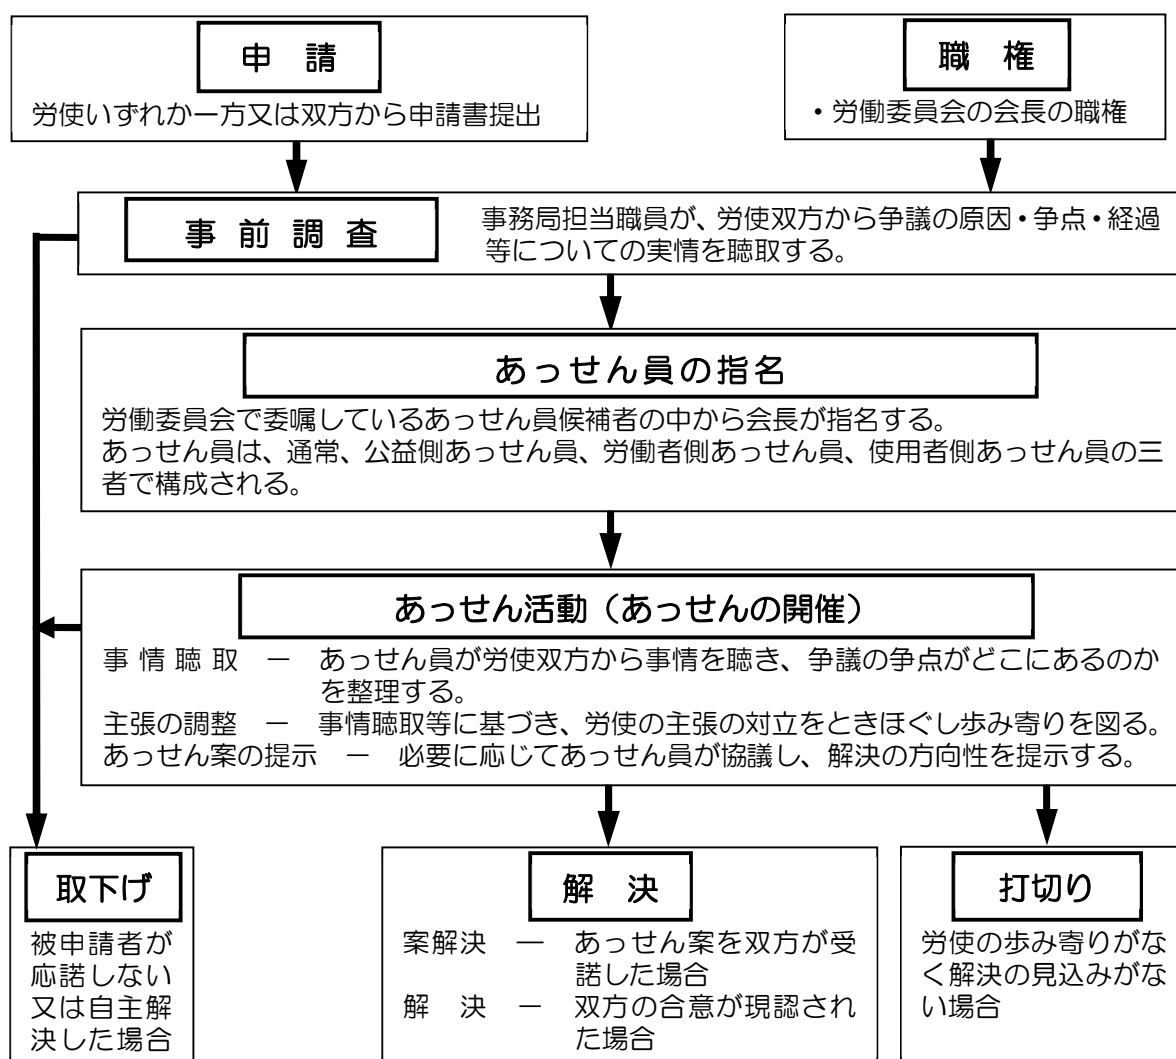 申 請
労使いずれか一方又は双方から申請書提出
職 権
・労働委員会の会長の職権
事 前 調 査
事務局担当職員が、労使双方から争議の原因・争点・経過
等についての実情を聴取する。
あっせん員の指名
労働委員会で委嘱しているあっせん員候補者の中から会長が指名する。
あっせん員は、通常、公益側あっせん員、労働者側あっせん員、使用者側あっせん員の三
者で構成される。
あっせん活動（あっせんの開催）
事 情 聴 取 － あっせん員が労使双方から事情を聴き、争議の争点がどこにあるのか
を整理する。
主張の調整 － 事情聴取等に基づき、労使の主張の対立をときほぐし歩み寄りを図る。
あっせん案の提示 － 必要に応じてあっせん員が協議し、解決の方向性を提示する。
取下げ
被申請者が
応諾しない
又は自主解
決した場合
解 決
案解決 － あっせん案を双方が受
諾した場合
解 決 － 双方の合意が現認され
た場合
打切り
労使の歩み寄りがな
く解決の見込みがな
い場合